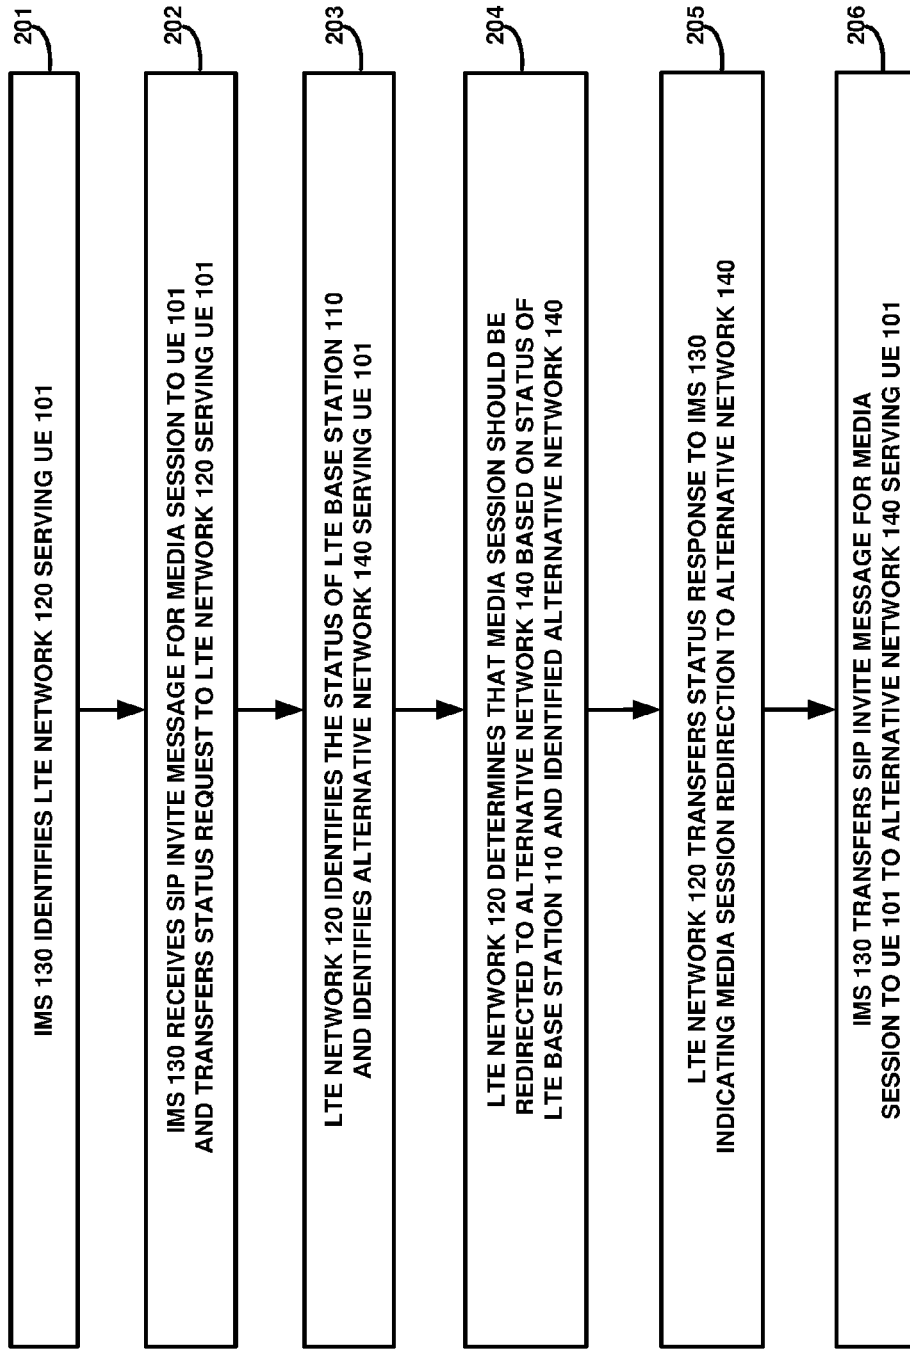 201
IMS 130 IDENTIFIES LTE NETWORK 120 SERVING UE 101
202
IMS 130 RECEIVES SIP INVITE MESSAGE FOR MEDIA SESSION TO UE 101
AND TRANSFERS STATUS REQUEST TO LTE NETWORK 120 SERVING UE 101
203
LTE NETWORK 120 IDENTIFIES THE STATUS OF LTE BASE STATION 110
AND IDENTIFIES ALTERNATIVE NETWORK 140 SERVING UE 101
204
LTE NETWORK 120 DETERMINES THAT MEDIA SESSION SHOULD BE
REDIRECTED TO ALTERNATIVE NETWORK 140 BASED ON STATUS OF
LTE BASE STATION 110 AND IDENTIFIED ALTERNATIVE NETWORK 140
205
LTE NETWORK 120 TRANSFERS STATUS RESPONSE TO IMS 130
INDICATING MEDIA SESSION REDIRECTION TO ALTERNATIVE NETWORK 140
206
IMS 130 TRANSFERS SIP INVITE MESSAGE FOR MEDIA
SESSION TO UE 101 TO ALTERNATIVE NETWORK 140 SERVING UE 101